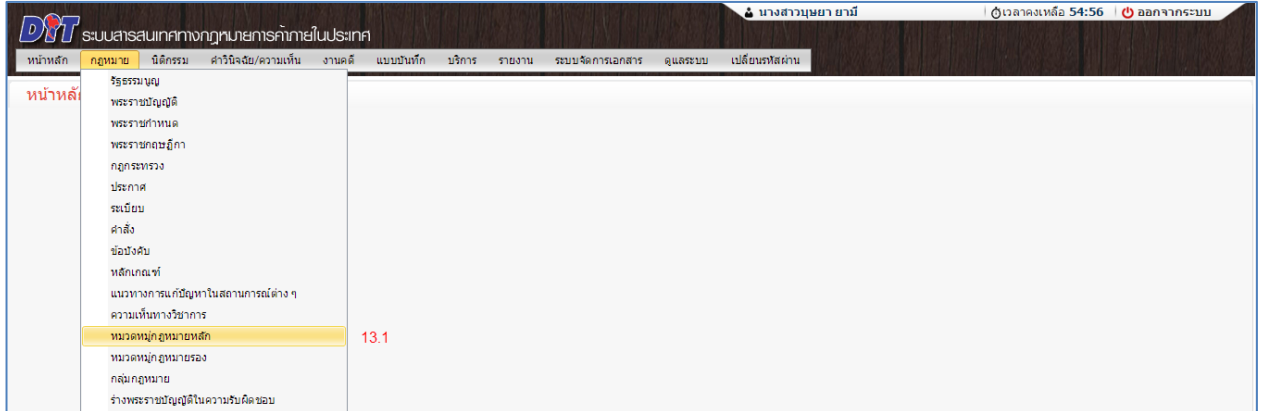 นางสาวบุษยา ยามี เวลาคงเหลือ 54:56 ออกจากระบบ
DIT ระบบสารสนเทศทางกฎหมายการค้าภายในประเทศ
หน้าหลัก กฎหมาย นิติกรรม คำวินิจฉัย/ความเห็น งานคดี แบบบันทึก บริการ รายงาน ระบบจัดการเอกสาร ดูแลระบบ เปลี่ยนรหัสผ่าน
หน้าหลั
รัฐธรรมนูญ
พระราชบัญญัติ
พระราชกำหนด
พระราชกฤษฎีกา
กฎกระทรวง
ประกาศ
ระเบียบ
คำสั่ง
ข้อบังคับ
หลักเกณฑ์
แนวทางการแก้ปัญหาในสถานการณ์ต่าง ๆ
ความเห็นทางวิชาการ
หมวดหมู่กฎหมายหลัก 13.1
หมวดหมู่กฎหมายรอง
กลุ่มกฎหมาย
ร่างพระราชบัญญัติในความรับผิดชอบ